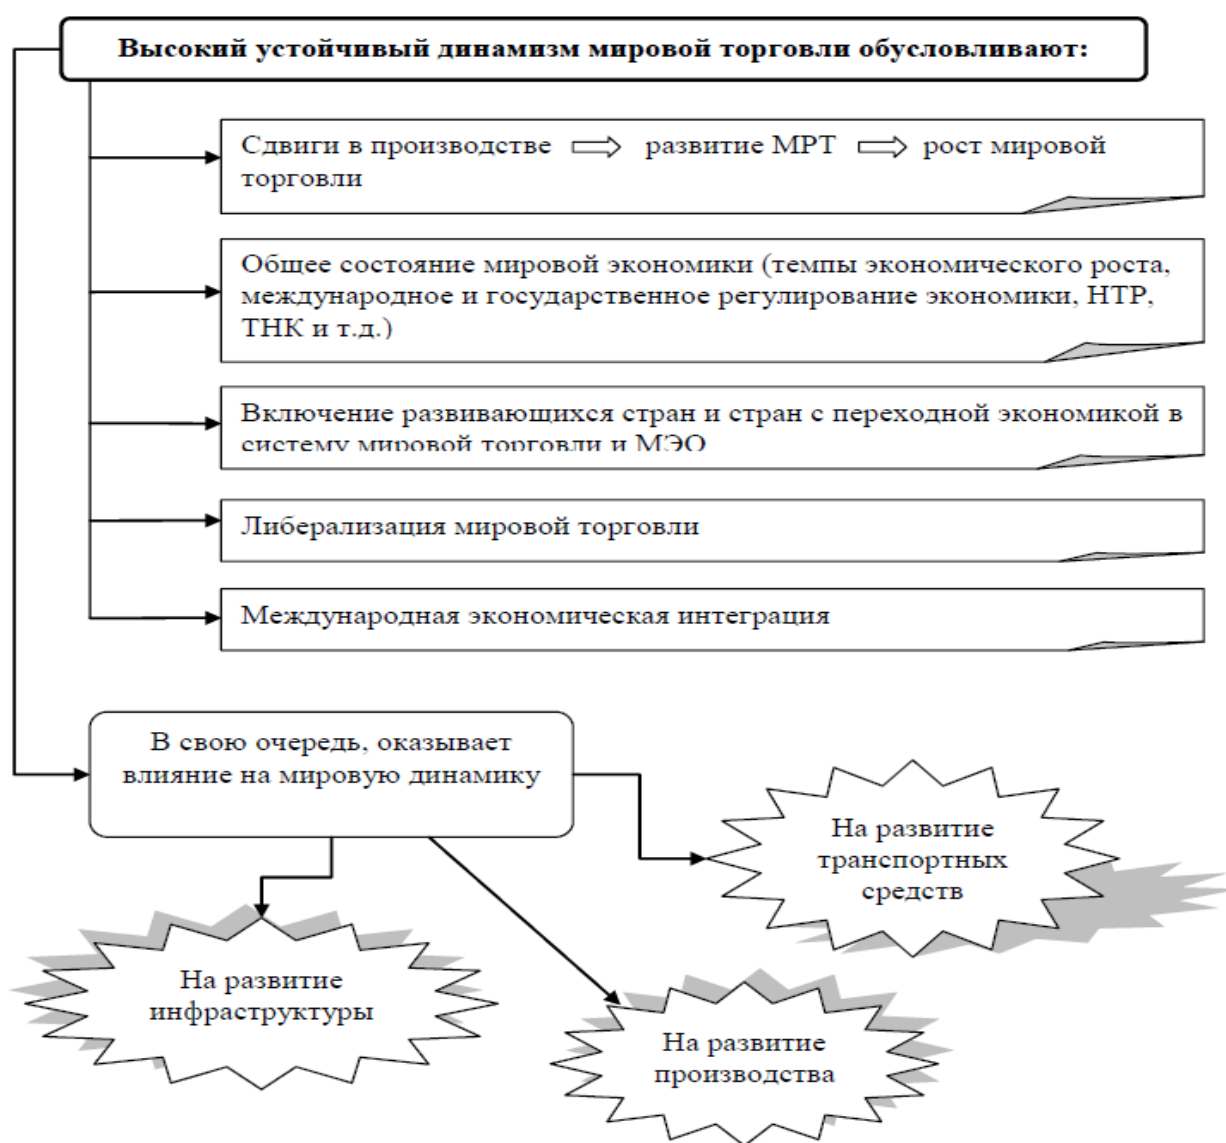 Высокий устойчивый динамизм мировой торговли обусловливают:
Сдвиги в производстве ⇨ развитие МРТ ⇨ рост мировой
торговли
Общее состояние мировой экономики (темпы экономического роста,
международное и государственное регулирование экономики, НТР,
ТНК и т.д.)
Включение развивающихся стран и стран с переходной экономикой в
систему мировой торговли и МЭО
Либерализация мировой торговли
Международная экономическая интеграция
В свою очередь, оказывает
влияние на мировую динамику
На развитие
транспортных
средств
На развитие
инфраструктуры
На развитие
производства